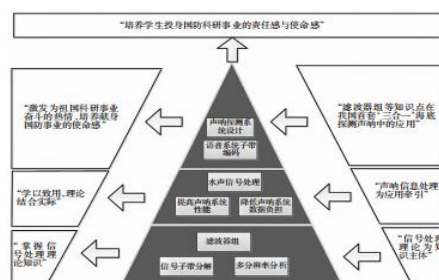 “培养学生投身国防科研事业的责任感与使命感”
“激发为祖国科研事业
奋斗的热情，培养献身
国防事业的使命感”
声呐探测系
统设计
语音系统子带
编码
“滤波器组等知识点在
我国首套‘三合一’海底
探测声呐中的应用”
“学以致用，理论
结合实际”
水声信号处理
提高声呐系统
性能
降低声呐系统
数据负担
“声呐信息处理
为应用牵引”
“掌握信
号处理理
论知识”
滤波器组
信号子带分解
多分辨率分析
“信号处
理论为知
识主体”